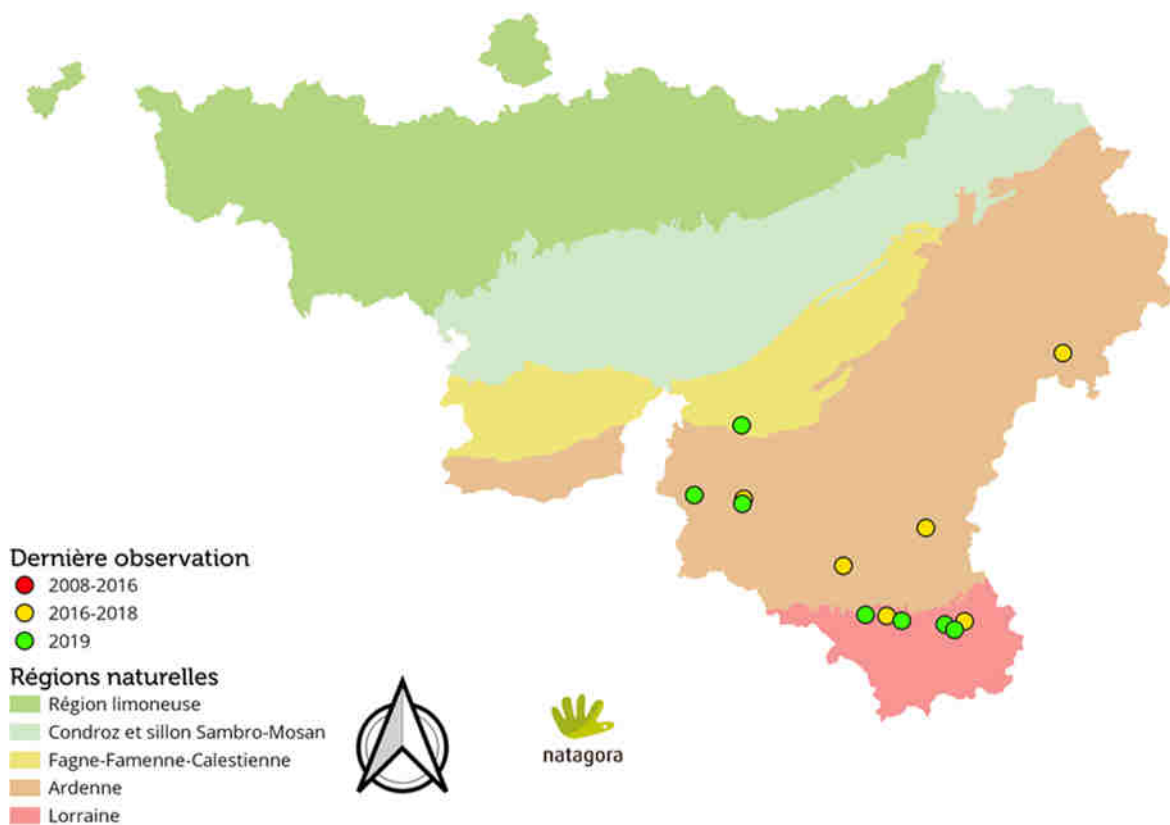 Dernière observation
2008-2016
2016-2018
2019
Régions naturelles
Région limoneuse
Condroz et sillon Sambro-Mosan
Fagne-Famenne-Calestienne
Ardenne
Lorraine
natagora